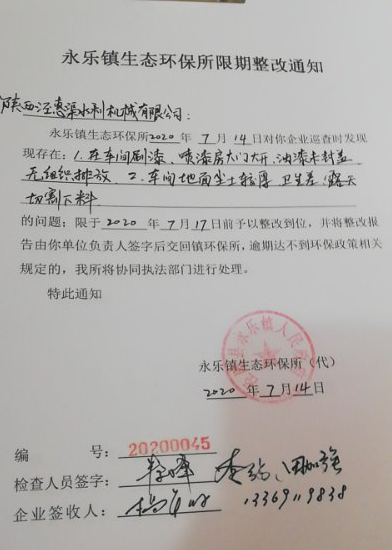 永乐镇生态环保所限期整改通知
陕西泾惠渠水利机械有限公司：
永乐镇生态环保所2020年7月14日对你企业巡查时发现
现存在：1.在车间刷漆、喷漆房大门大开，油漆未封盖
无组织排放、2.车间地面尘土较厚，卫生差，露天
切割下料
的问题；限于2020年7月17日前予以整改到位，并将整改报
告由你单位负责人签字后交回镇环保所，逾期达不到环保政策相关
规定的，我所将协同执法部门进行处理。
特此通知
永乐镇人民政府
永乐镇生态环保所（代）
2020年7月14日
编号：20200045
检查人员签字：
企业签收人：13369119838